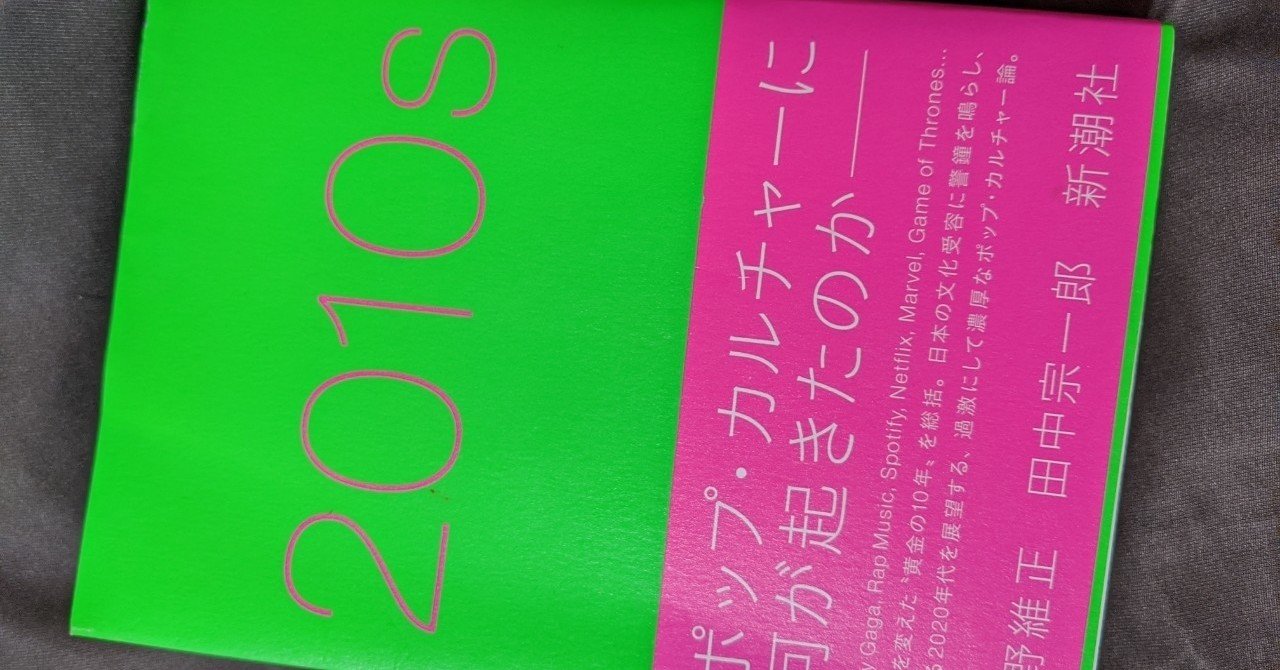 2010s
ポップ・カルチャーに
何が起きたのか――
y Gaga, Rap Music, Spotify, Netflix, Marvel, Game of Thrones...
を変えた〝黄金の10年〟を総括。日本の文化受容に警鐘を鳴らし、
2020年代を展望する、過激にして濃厚なポップ・カルチャー論。
野維正 田中宗一郎 新潮社